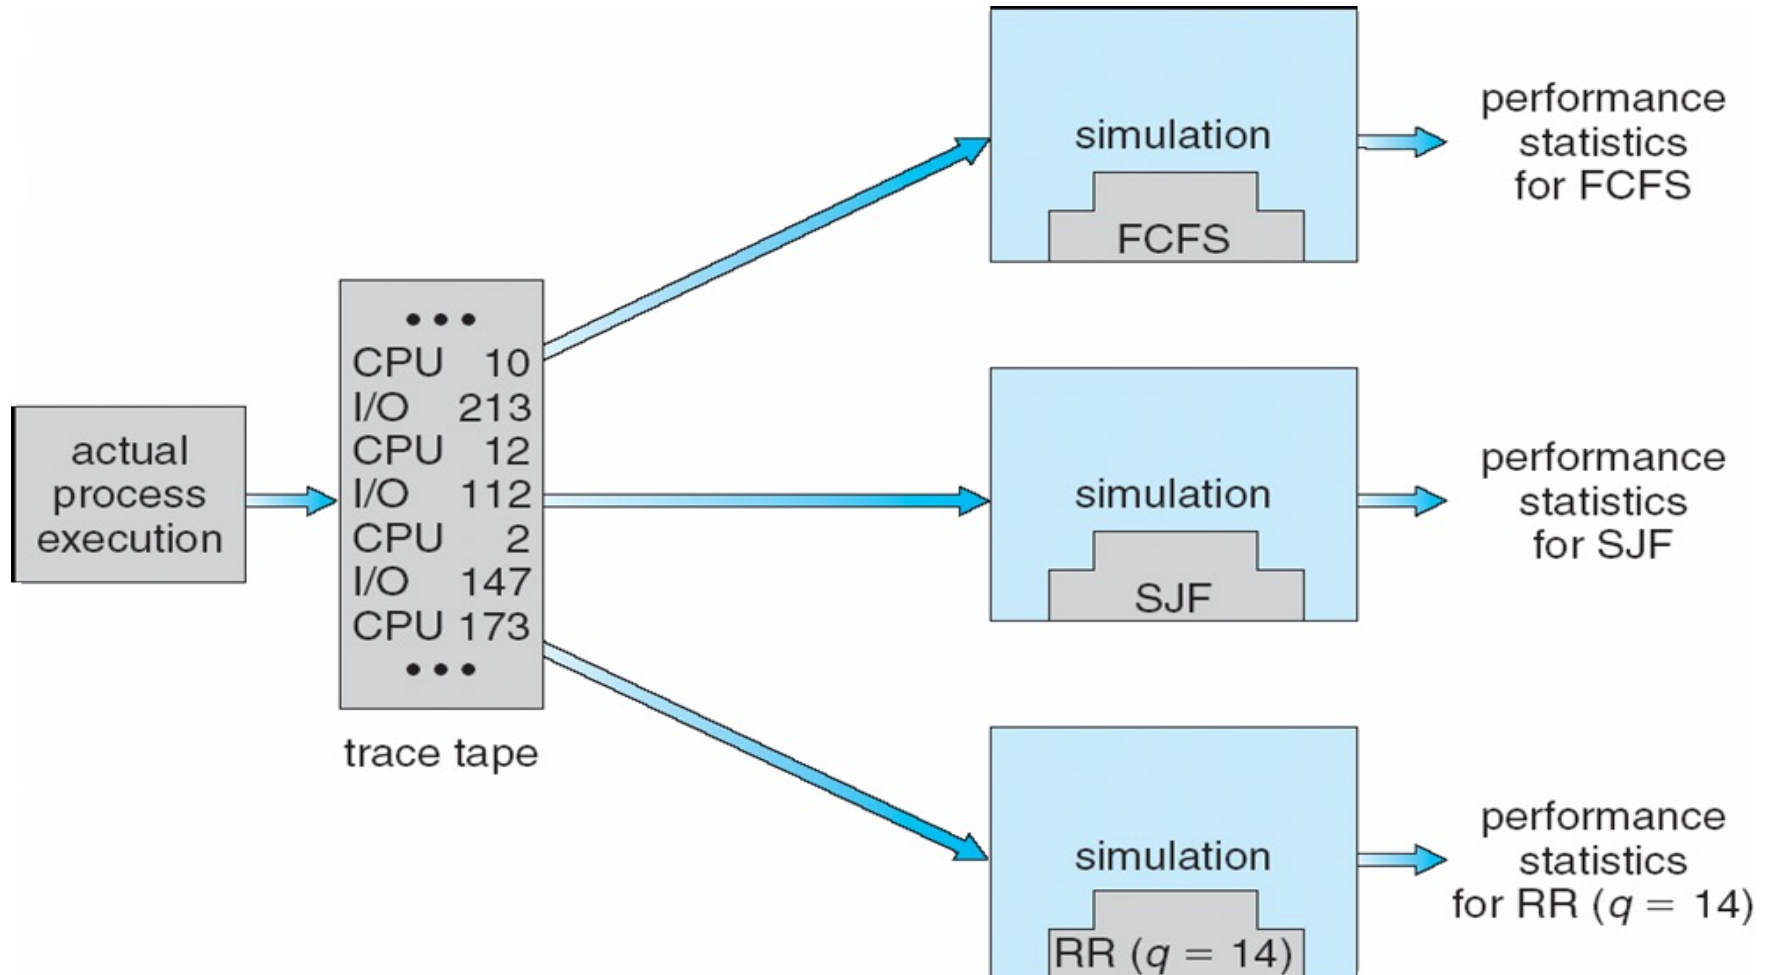 actual
process
execution
• • •
CPU 10
I/O 213
CPU 12
I/O 112
CPU 2
I/O 147
CPU 173
• • •
trace tape
simulation
FCFS
performance
statistics
for FCFS
simulation
SJF
performance
statistics
for SJF
simulation
RR (q = 14)
performance
statistics
for RR (q = 14)